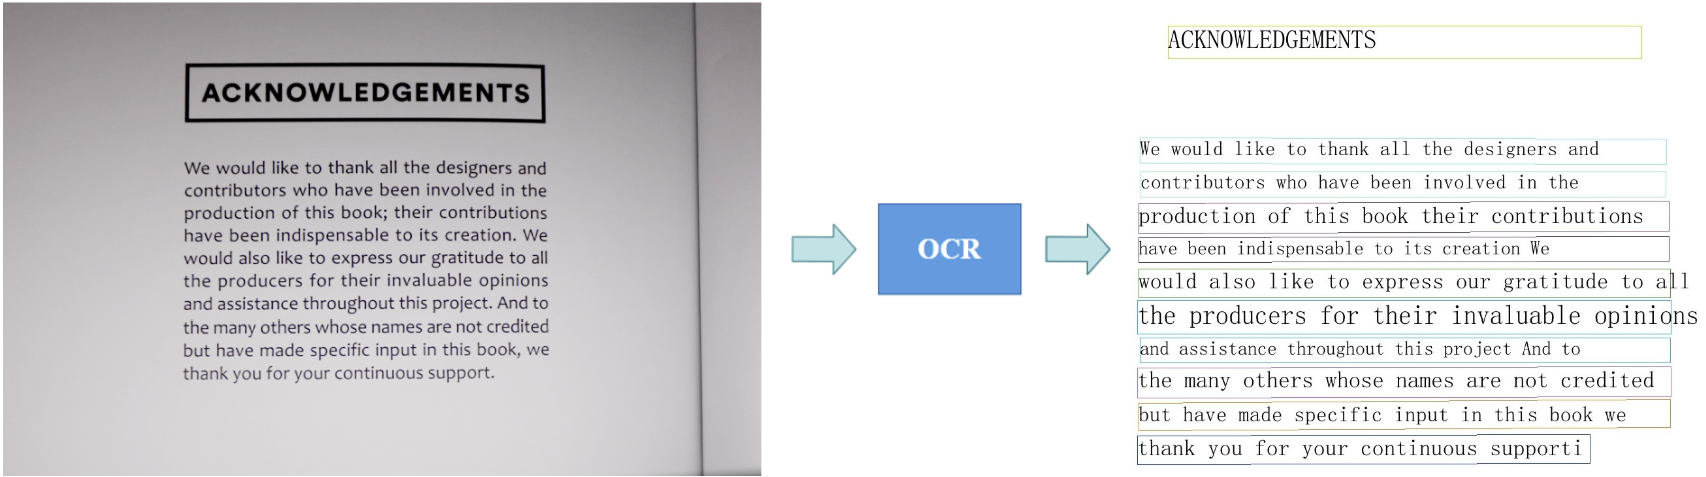 ACKNOWLEDGEMENTS
We would like to thank all the designers and
contributors who have been involved in the
production of this book; their contributions
have been indispensable to its creation. We
would also like to express our gratitude to all
the producers for their invaluable opinions
and assistance throughout this project. And to
the many others whose names are not credited
but have made specific input in this book, we
thank you for your continuous support.
OCR
ACKNOWLEDGEMENTS
We would like to thank all the designers and
contributors who have been involved in the
production of this book their contributions
have been indispensable to its creation We
would also like to express our gratitude to all
the producers for their invaluable opinions
and assistance throughout this project And to
the many others whose names are not credited
but have made specific input in this book we
thank you for your continuous supporti